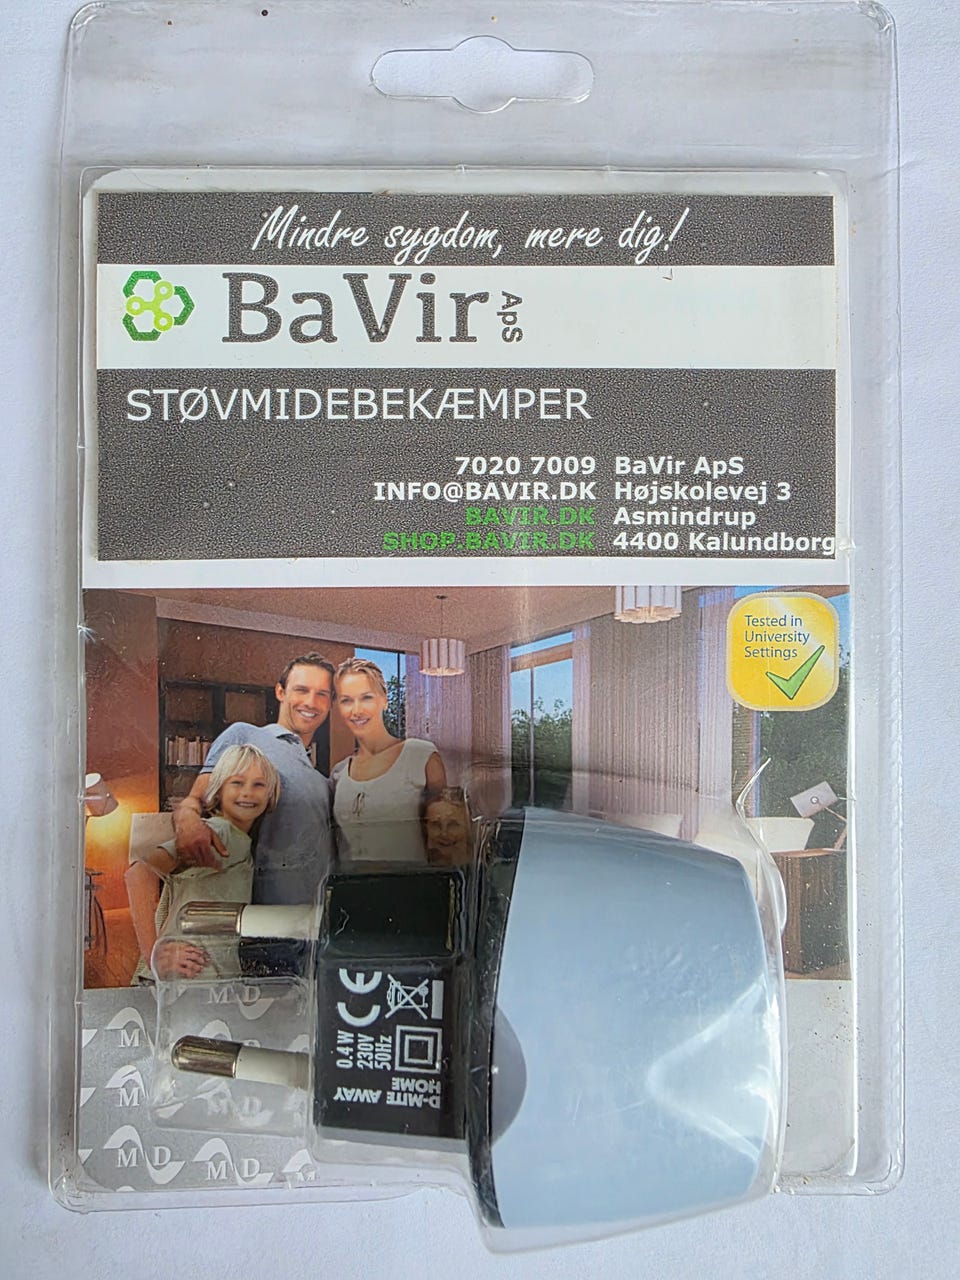 Mindre sygdom, mere dig!
BaVir ApS
STØVMIDEBEKÆMPER
7020 7009 BaVir ApS
INFO@BAVIR.DK Højskolevej 3
BAVIR.DK Asmindrup
SHOP.BAVIR.DK 4400 Kalundborg
Tested in
University
Settings
CE
0.4 W
230V
50Hz
D-MITE AWAY
HOME
M D
M
M
M D
M D
M D